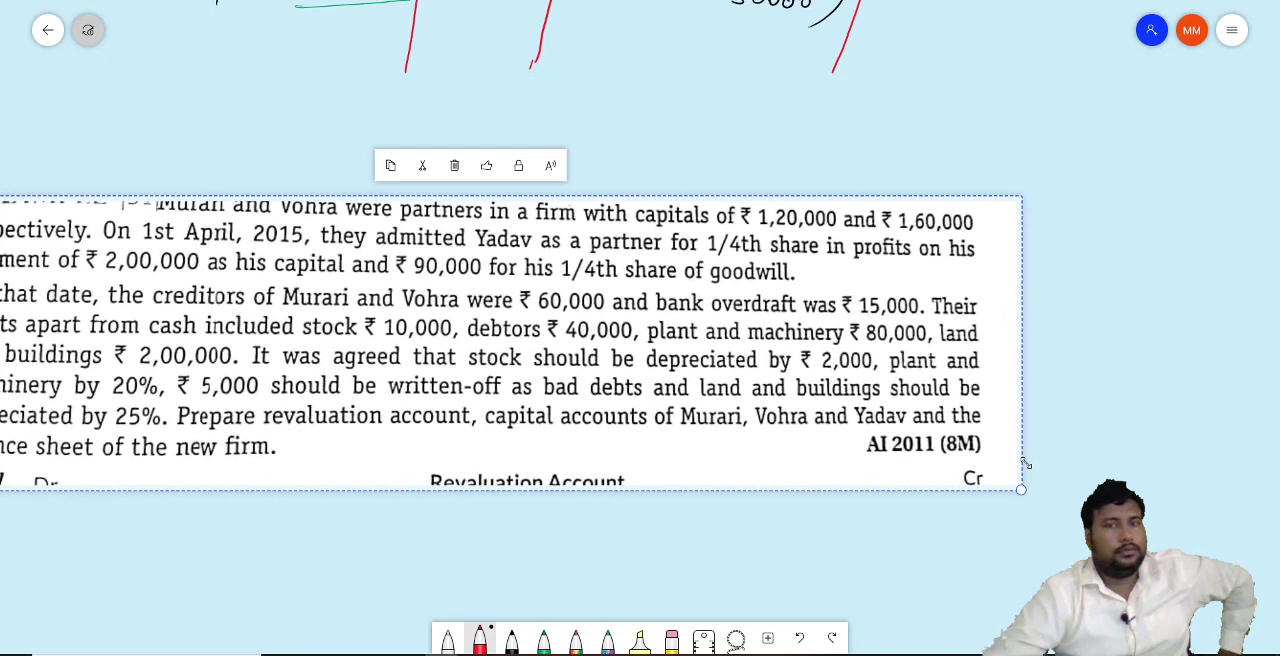 MM
Murari and Vohra were partners in a firm with capitals of ₹ 1,20,000 and ₹ 1,60,000
pectively. On 1st April, 2015, they admitted Yadav as a partner for 1/4th share in profits on his
ment of ₹ 2,00,000 as his capital and ₹ 90,000 for his 1/4th share of goodwill.
that date, the creditors of Murari and Vohra were ₹ 60,000 and bank overdraft was ₹ 15,000. Their
ts apart from cash included stock ₹ 10,000, debtors ₹ 40,000, plant and machinery ₹ 80,000, land
buildings ₹ 2,00,000. It was agreed that stock should be depreciated by ₹ 2,000, plant and
hinery by 20%, ₹ 5,000 should be written-off as bad debts and land and buildings should be
eciated by 25%. Prepare revaluation account, capital accounts of Murari, Vohra and Yadav and the
nce sheet of the new firm. AI 2011 (8M)
Dr Revaluation Account Cr